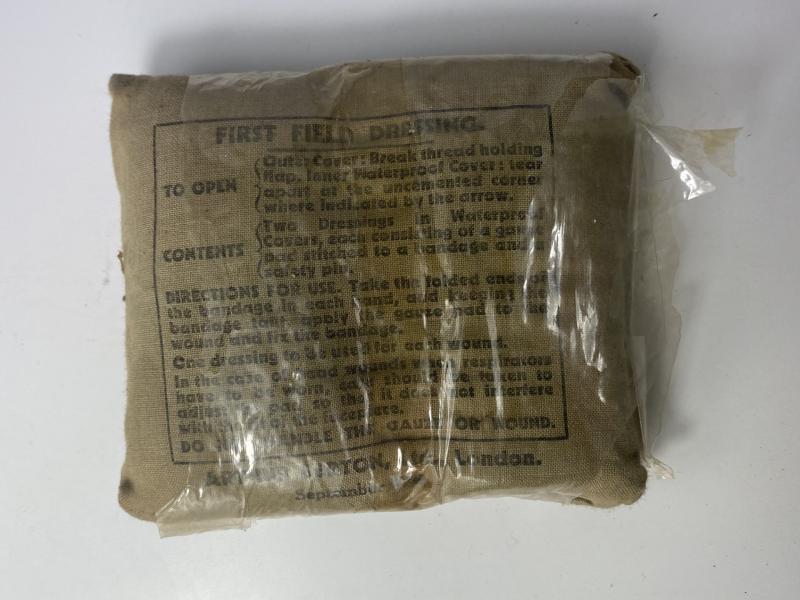 FIRST FIELD DRESSING.
TO OPEN
Outer Cover: Break thread holding
flap. Inner Waterproof Cover: tear
apart at the uncemented corner
where indicated by the arrow.
CONTENTS
Two Dressings in Waterproof
Covers, each consisting of a gauze
pad stitched to a bandage and a
safety pin.
DIRECTIONS FOR USE. Take the folded ends of
the bandage in each hand, and keeping the
bandage taut apply the gauze pad to the
wound and fix the bandage.
One dressing to be used for each wound.
In the case of head wounds when respirators
have to be worn, care should be taken to
adjust the pad so that it does not interfere
with the fit of the facepiece.
DO NOT HANDLE THE GAUZE OR WOUND.
London.
September